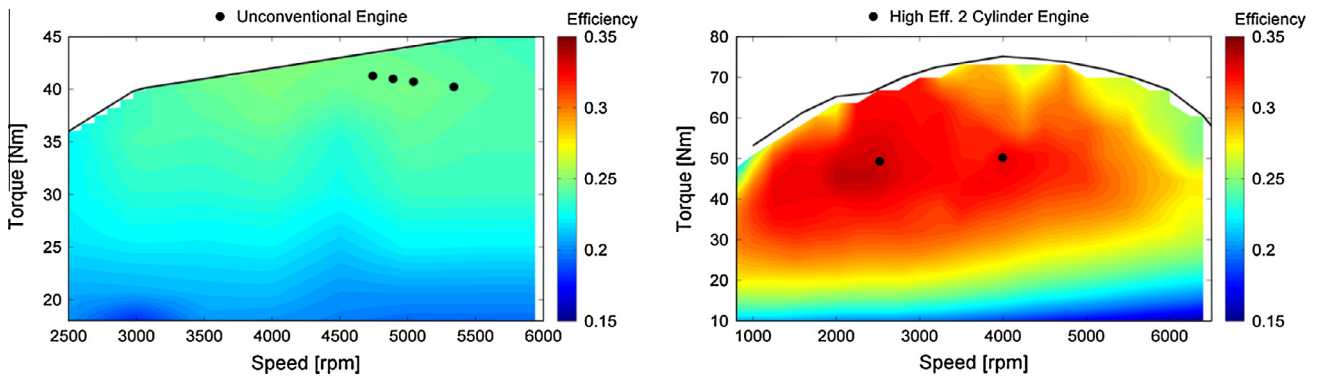 ● Unconventional Engine
Efficiency
45
40
35
30
25
20
Torque [Nm]
2500 3000 3500 4000 4500 5000 5500 6000
Speed [rpm]
0.35
0.3
0.25
0.2
0.15
● High Eff. 2 Cylinder Engine
Efficiency
80
70
60
50
40
30
20
10
Torque [Nm]
1000 2000 3000 4000 5000 6000
Speed [rpm]
0.35
0.3
0.25
0.2
0.15